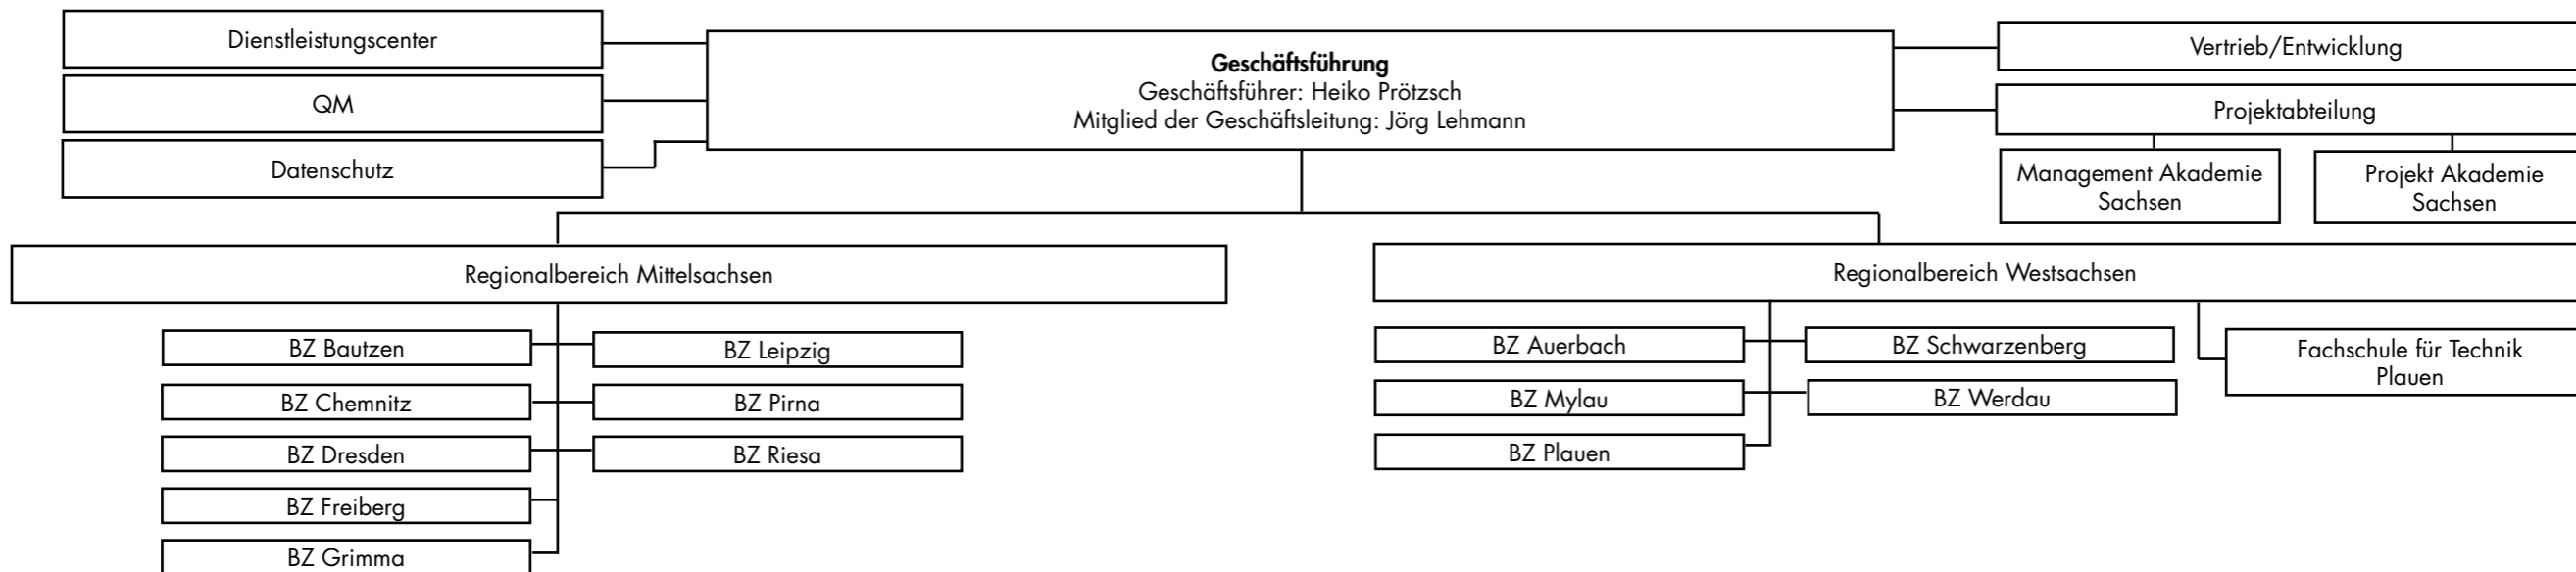 Dienstleistungscenter
QM
Datenschutz
Geschäftsführung
Geschäftsführer: Heiko Prötzsch
Mitglied der Geschäftsleitung: Jörg Lehmann
Vertrieb/Entwicklung
Projektabteilung
Management Akademie
Sachsen
Projekt Akademie
Sachsen
Regionalbereich Mittelsachsen
BZ Bautzen
BZ Leipzig
BZ Chemnitz
BZ Pirna
BZ Dresden
BZ Riesa
BZ Freiberg
BZ Grimma
Regionalbereich Westsachsen
BZ Auerbach
BZ Schwarzenberg
BZ Mylau
BZ Werdau
BZ Plauen
Fachschule für Technik
Plauen